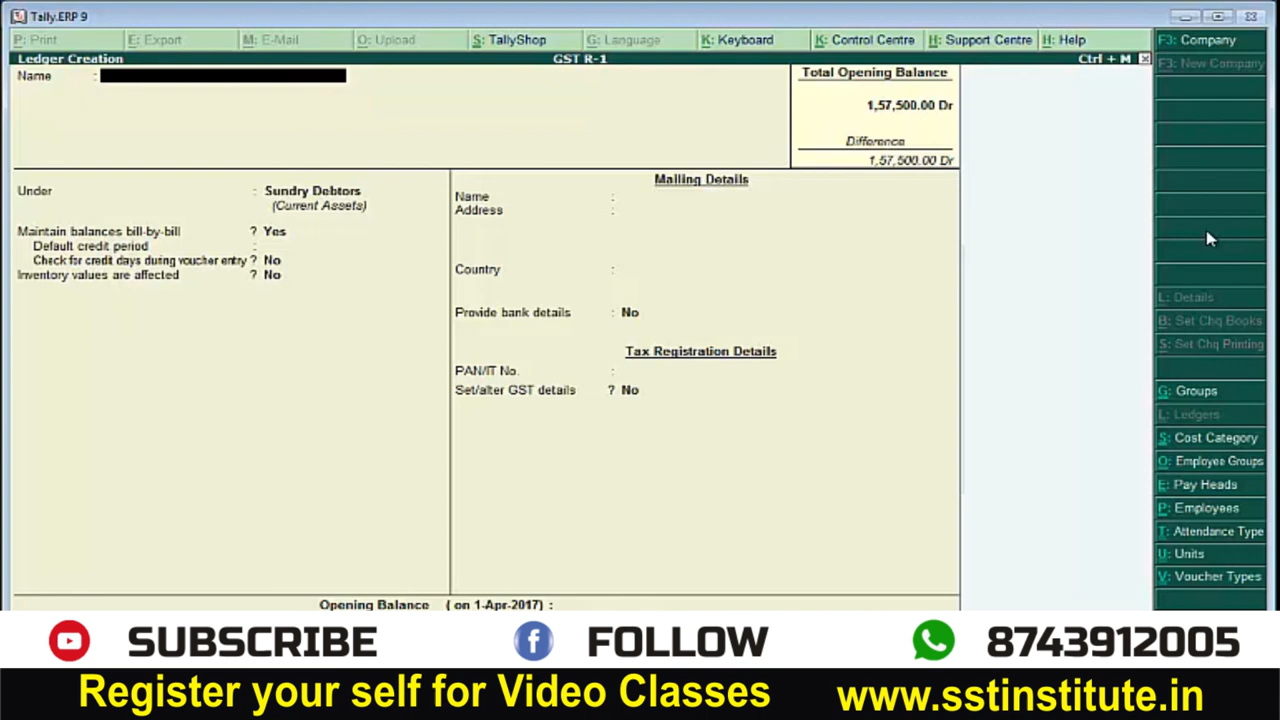 Tally.ERP 9
P: Print E: Export M: E-Mail O: Upload S: TallyShop G: Language K: Keyboard K: Control Centre H: Support Centre H: Help
F3: Company
Ledger Creation GST R-1 Ctrl + M
F3: New Company
Name :
Total Opening Balance
1,57,500.00 Dr
Difference
1,57,500.00 Dr
Under : Sundry Debtors
(Current Assets)
Maintain balances bill-by-bill ? Yes
Default credit period :
Check for credit days during voucher entry ? No
Inventory values are affected ? No
Mailing Details
Name :
Address :
Country :
Provide bank details : No
Tax Registration Details
PAN/IT No. :
Set/alter GST details ? No
Opening Balance ( on 1-Apr-2017) :
L: Details
B: Set Chq Books
S: Set Chq Printing
G: Groups
L: Ledgers
S: Cost Category
O: Employee Groups
E: Pay Heads
P: Employees
T: Attendance Type
U: Units
V: Voucher Types
SUBSCRIBE FOLLOW 8743912005
Register your self for Video Classes www.sstinstitute.in